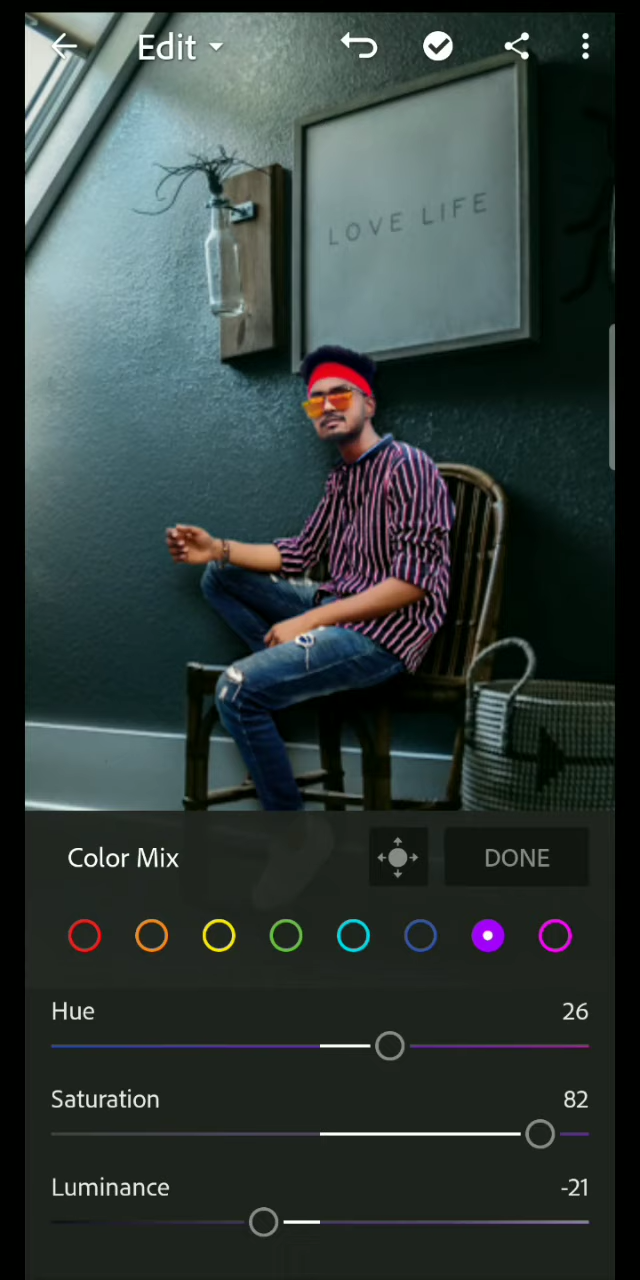 Edit
LOVE LIFE
Color Mix
DONE
Hue
26
Saturation
82
Luminance
-21